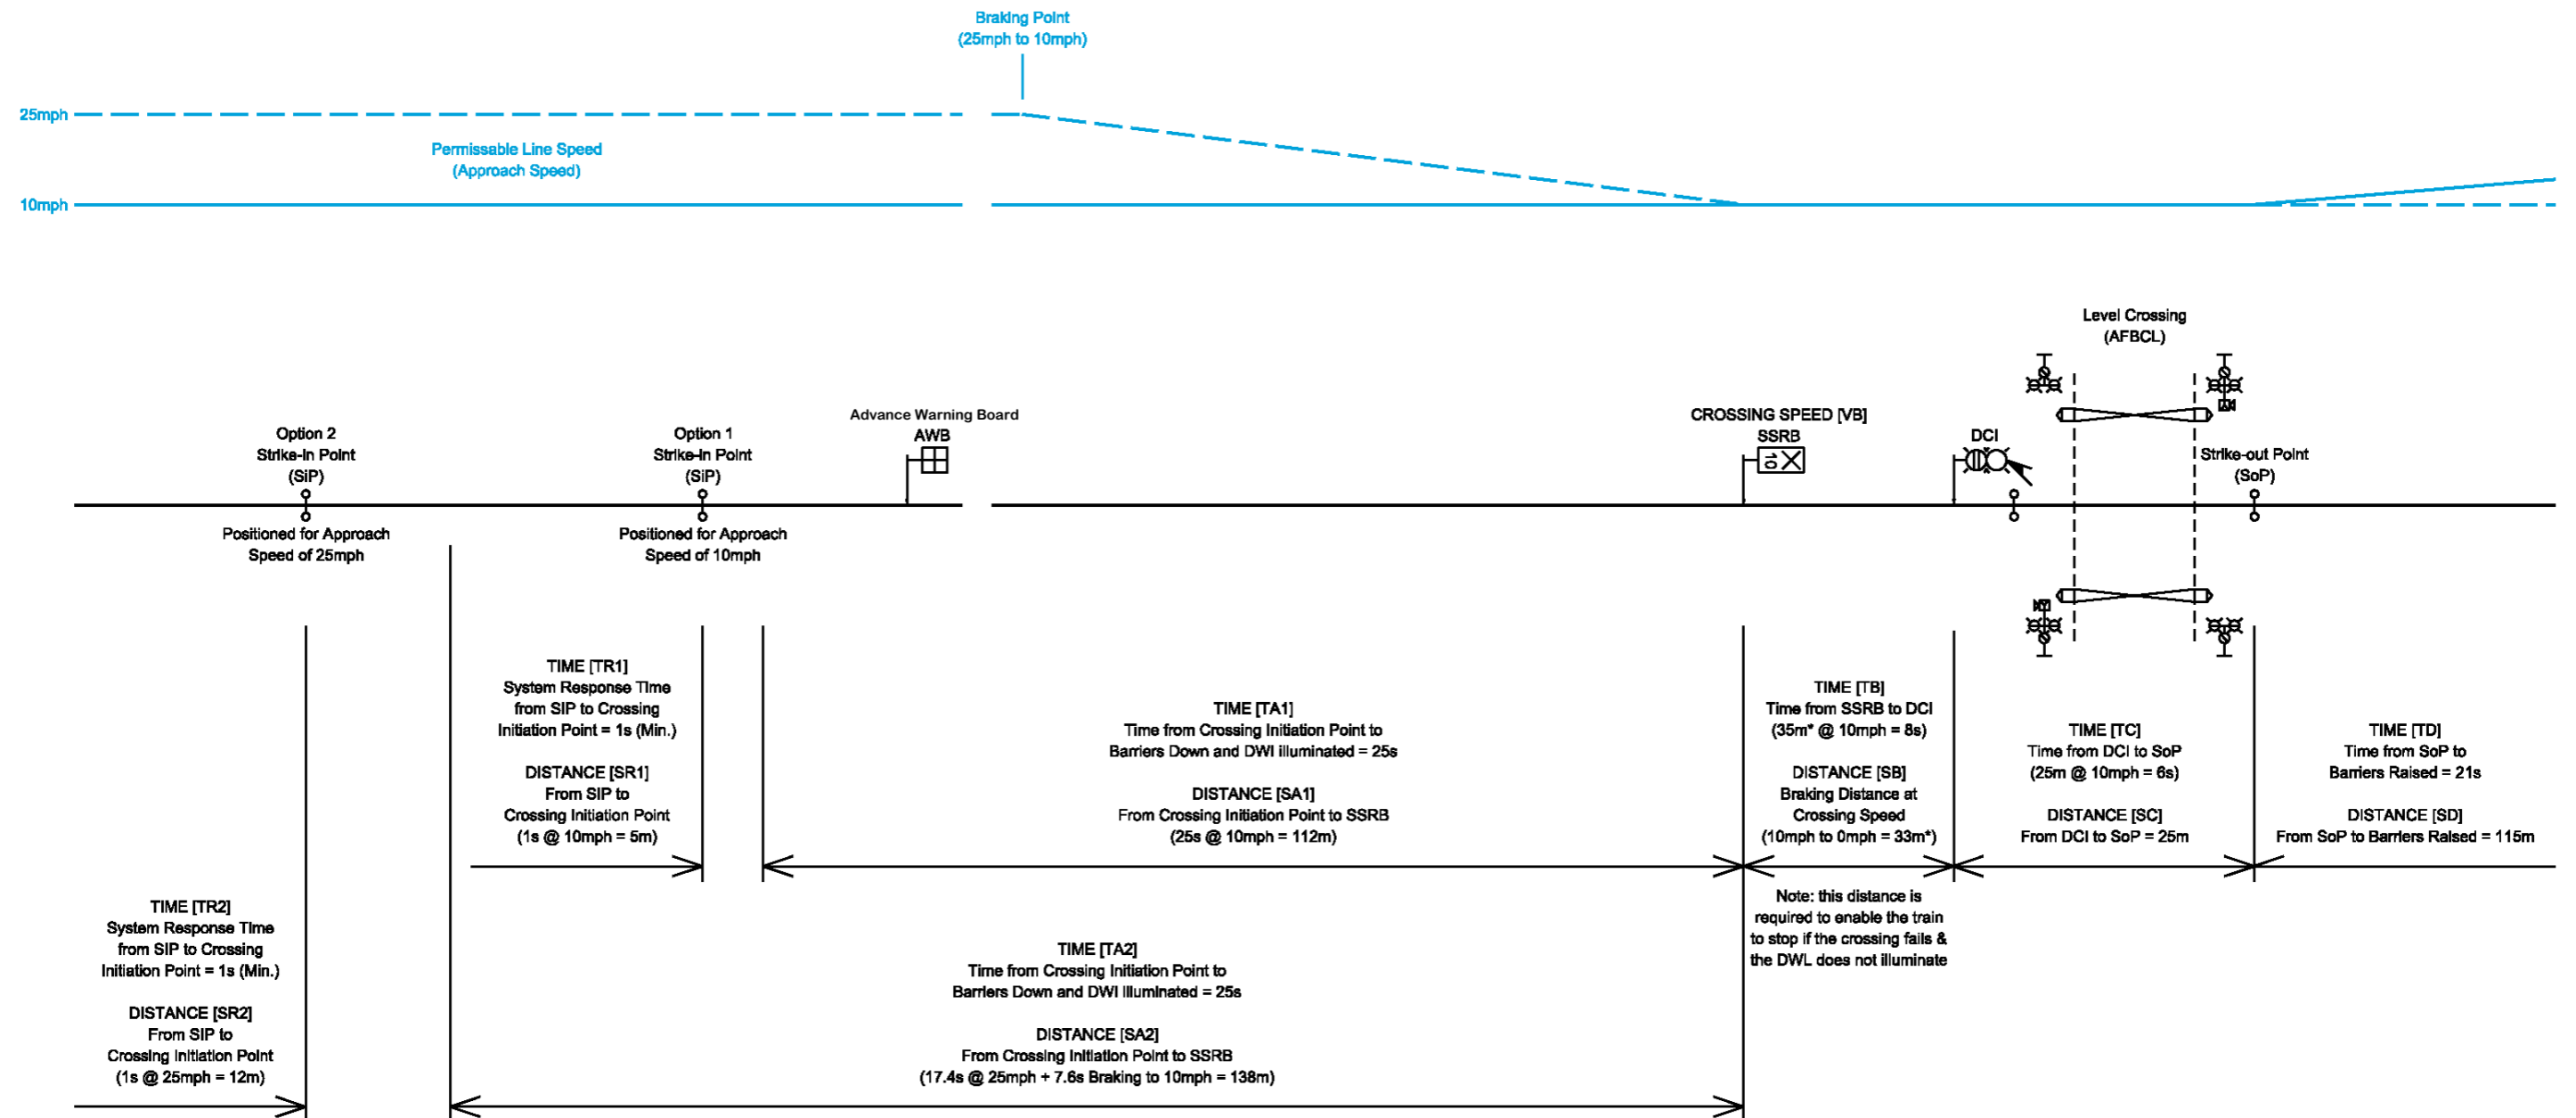 Braking Point
(25mph to 10mph)
25mph
Permissable Line Speed
(Approach Speed)
10mph
Level Crossing
(AFBCL)
Option 2
Strike-in Point
(SiP)
Positioned for Approach
Speed of 25mph
Option 1
Strike-in Point
(SiP)
Positioned for Approach
Speed of 10mph
Advance Warning Board
AWB
CROSSING SPEED [VB]
SSRB
10
DCI
Strike-out Point
(SoP)
TIME [TR1]
System Response Time
from SIP to Crossing
Initiation Point = 1s (Min.)
DISTANCE [SR1]
From SIP to
Crossing Initiation Point
(1s @ 10mph = 5m)
TIME [TA1]
Time from Crossing Initiation Point to
Barriers Down and DWI illuminated = 25s
DISTANCE [SA1]
From Crossing Initiation Point to SSRB
(25s @ 10mph = 112m)
TIME [TB]
Time from SSRB to DCI
(35m* @ 10mph = 8s)
DISTANCE [SB]
Braking Distance at
Crossing Speed
(10mph to 0mph = 33m*)
Note: this distance is
required to enable the train
to stop if the crossing fails &
the DWL does not illuminate
TIME [TC]
Time from DCI to SoP
(25m @ 10mph = 6s)
DISTANCE [SC]
From DCI to SoP = 25m
TIME [TD]
Time from SoP to
Barriers Raised = 21s
DISTANCE [SD]
From SoP to Barriers Raised = 115m
TIME [TR2]
System Response Time
from SIP to Crossing
Initiation Point = 1s (Min.)
DISTANCE [SR2]
From SIP to
Crossing Initiation Point
(1s @ 25mph = 12m)
TIME [TA2]
Time from Crossing Initiation Point to
Barriers Down and DWI illuminated = 25s
DISTANCE [SA2]
From Crossing Initiation Point to SSRB
(17.4s @ 25mph + 7.6s Braking to 10mph = 138m)